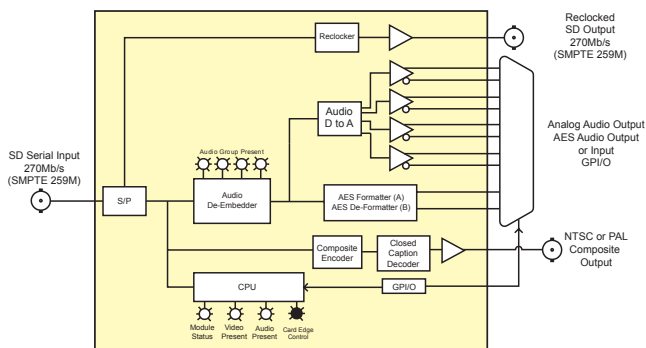 Reclocked
SD Output
270Mb/s
(SMPTE 259M)
Reclocker
Audio
D to A
Analog Audio Output
AES Audio Output
or Input
GPI/O
Audio Group Present
SD Serial Input
270Mb/s
(SMPTE 259M)
S/P
Audio
De-Embedder
AES Formatter (A)
AES De-Formatter (B)
Composite
Encoder
Closed
Caption
Decoder
NTSC or PAL
Composite
Output
CPU
GPI/O
Module
Status
Video
Present
Audio
Present
Card Edge
Control